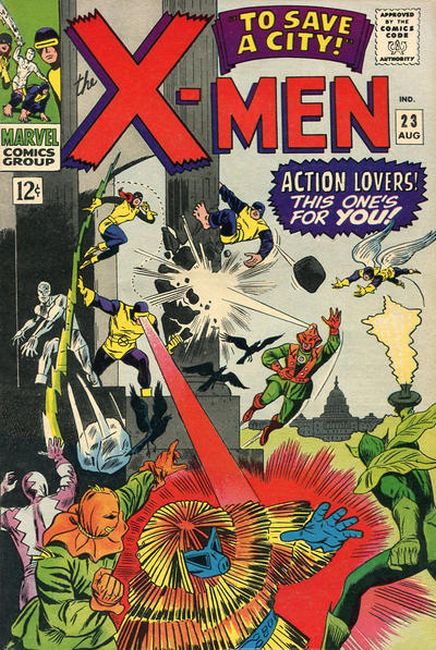 "TO SAVE
A CITY!"
APPROVED
BY THE
COMICS
CODE
AUTHORITY
the
X-MEN
MARVEL
COMICS
GROUP
IND.
12¢
23
AUG
ACTION LOVERS!
THIS ONE'S
FOR YOU!